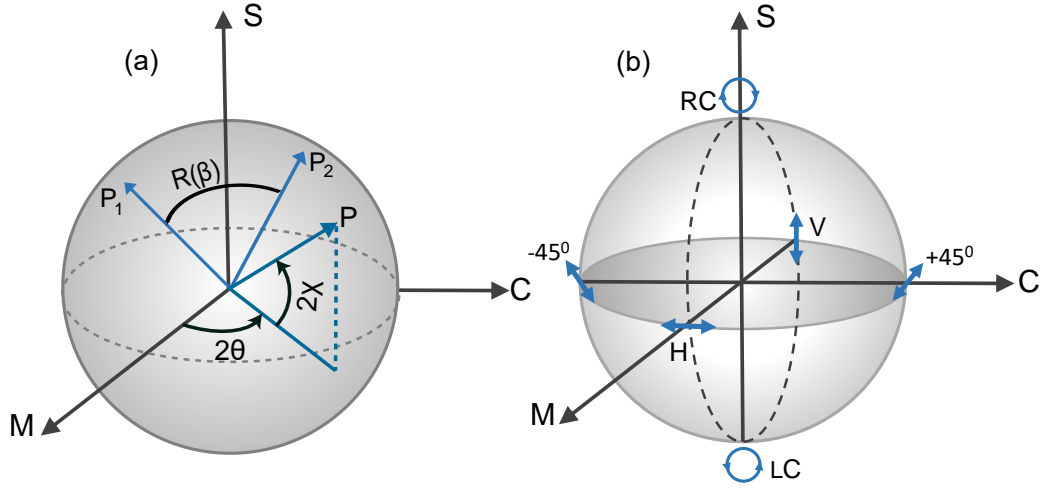 (a)
S
P₁
R(β)
P₂
P
2χ
2θ
C
M
(b)
S
RC
V
-45⁰
+45⁰
C
H
M
LC